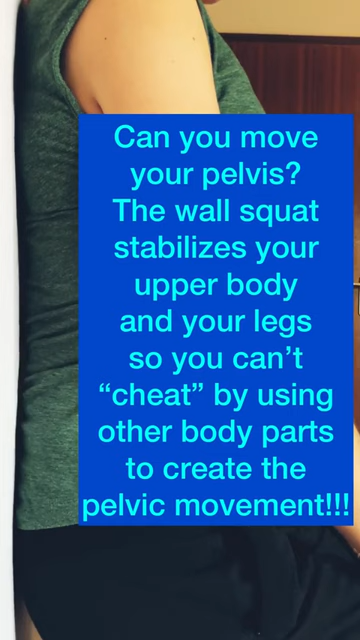 Can you move
your pelvis?
The wall squat
stabilizes your
upper body
and your legs
so you can’t
“cheat” by using
other body parts
to create the
pelvic movement!!!